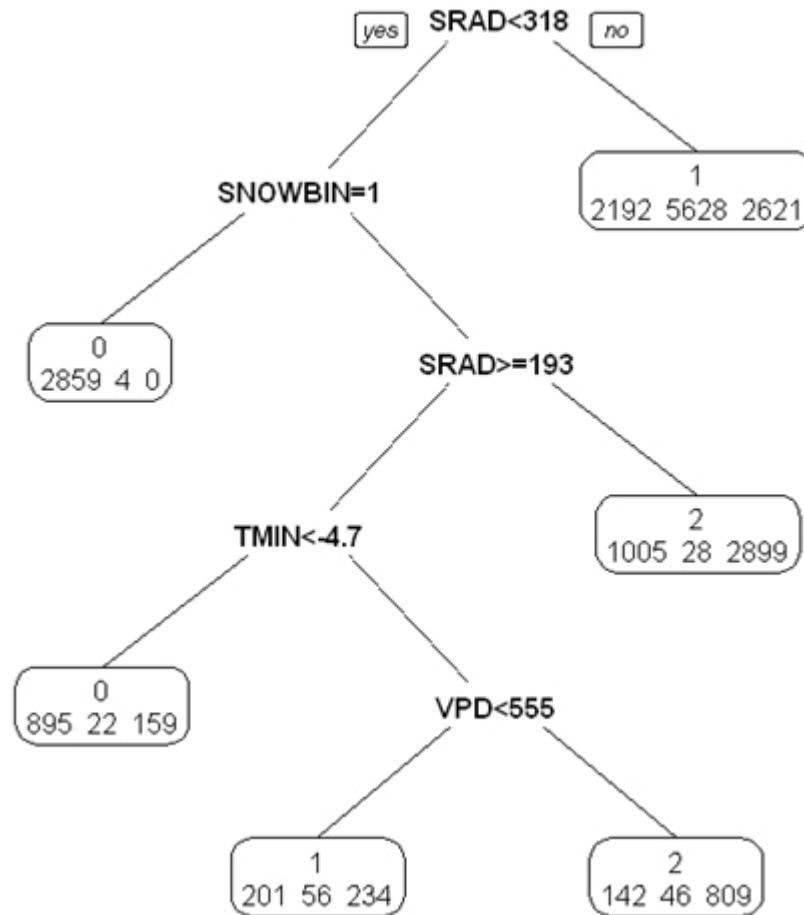 yes SRAD<318 no
1
2192 5628 2621
SNOWBIN=1
0
2859 4 0
SRAD>=193
2
1005 28 2899
TMIN<-4.7
0
895 22 159
VPD<555
1
201 56 234
2
142 46 809